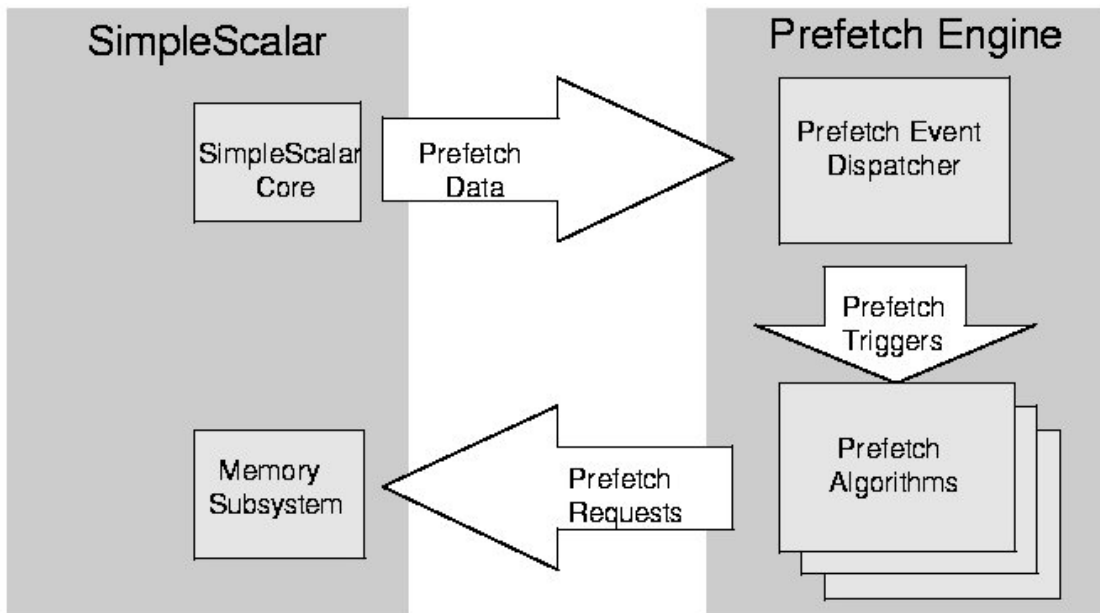 SimpleScalar
Prefetch Engine
SimpleScalar
Core
Prefetch
Data
Prefetch Event
Dispatcher
Prefetch
Triggers
Prefetch
Algorithms
Prefetch
Requests
Memory
Subsystem